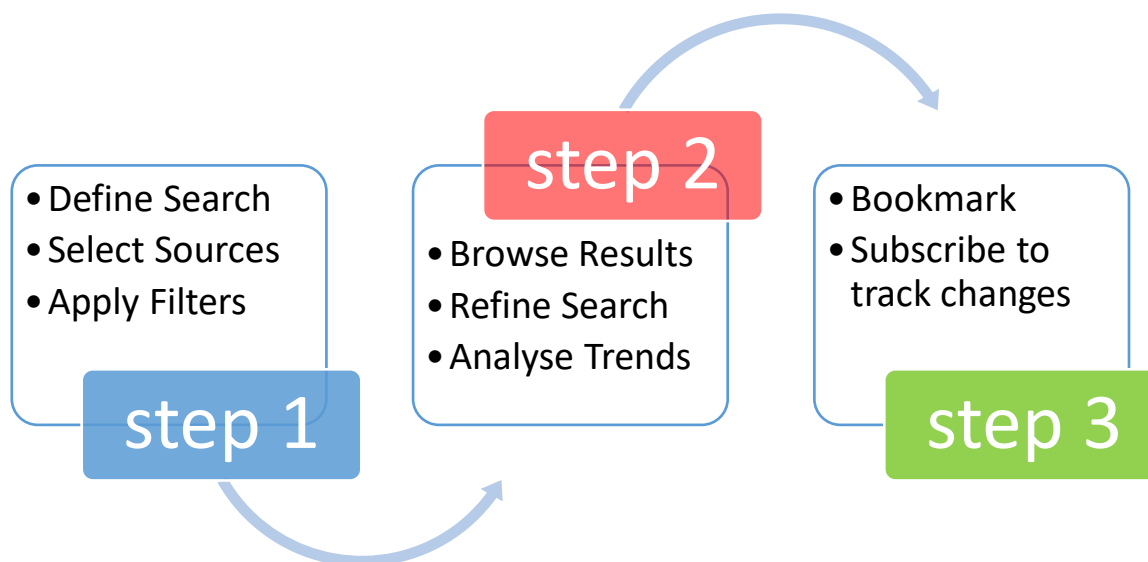 • Define Search
• Select Sources
• Apply Filters
step 1
step 2
• Browse Results
• Refine Search
• Analyse Trends
• Bookmark
• Subscribe to
track changes
step 3